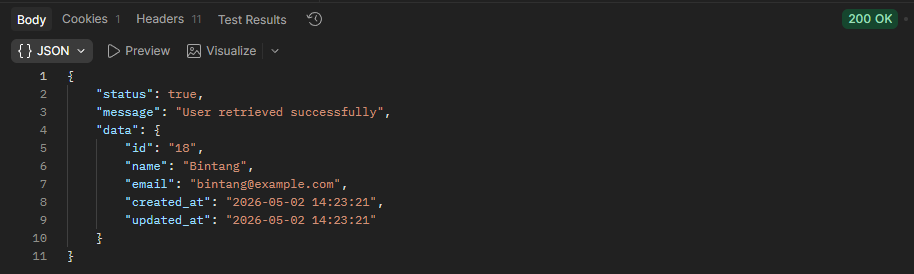 Body Cookies 1 Headers 11 Test Results 200 OK
{} JSON Preview Visualize
1 {
2     "status": true,
3     "message": "User retrieved successfully",
4     "data": {
5         "id": "18",
6         "name": "Bintang",
7         "email": "bintang@example.com",
8         "created_at": "2026-05-02 14:23:21",
9         "updated_at": "2026-05-02 14:23:21"
10     }
11 }